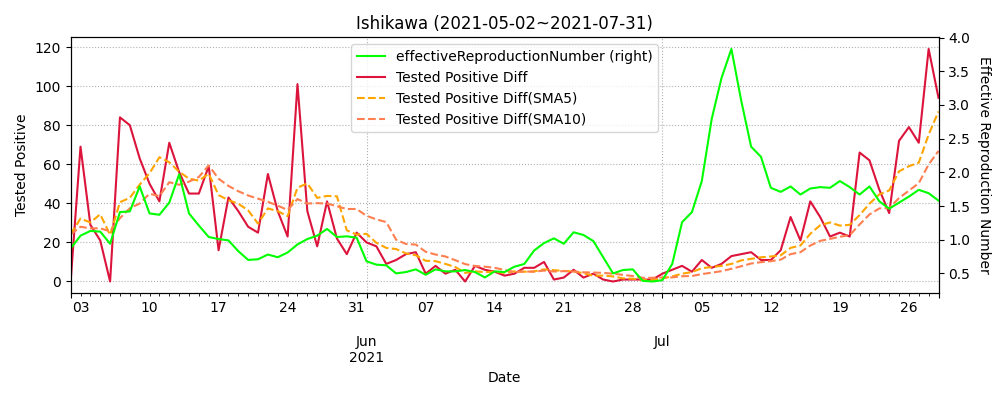 Ishikawa (2021-05-02~2021-07-31)
effectiveReproductionNumber (right)
Tested Positive Diff
Tested Positive Diff(SMA5)
Tested Positive Diff(SMA10)
Tested Positive
120
100
80
60
40
20
0
4.0
3.5
3.0
2.5
2.0
1.5
1.0
0.5
Effective Reproduction Number
03 10 17 24 31 07 14 21 28 05 12 19 26
Jun Jul
2021
Date